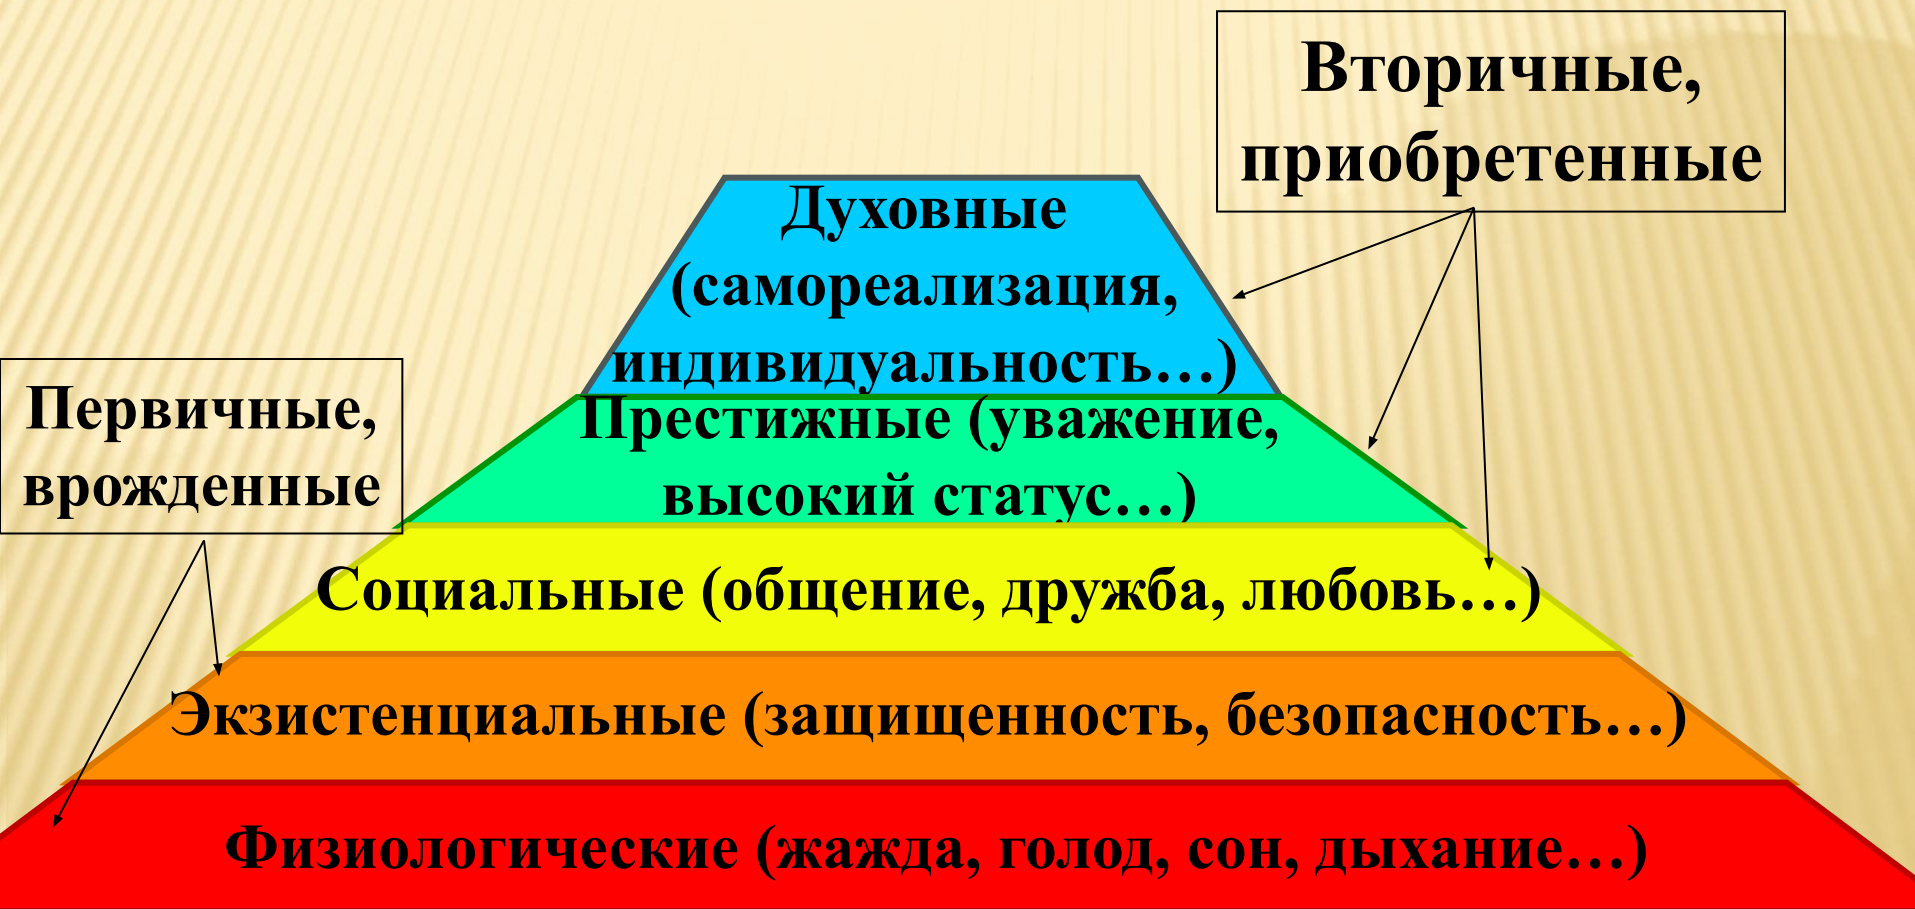 Вторичные,
приобретенные
Духовные
(самореализация,
индивидуальность…)
Первичные,
врожденные
Престижные (уважение,
высокий статус…)
Социальные (общение, дружба, любовь…)
Экзистенциальные (защищенность, безопасность…)
Физиологические (жажда, голод, сон, дыхание…)